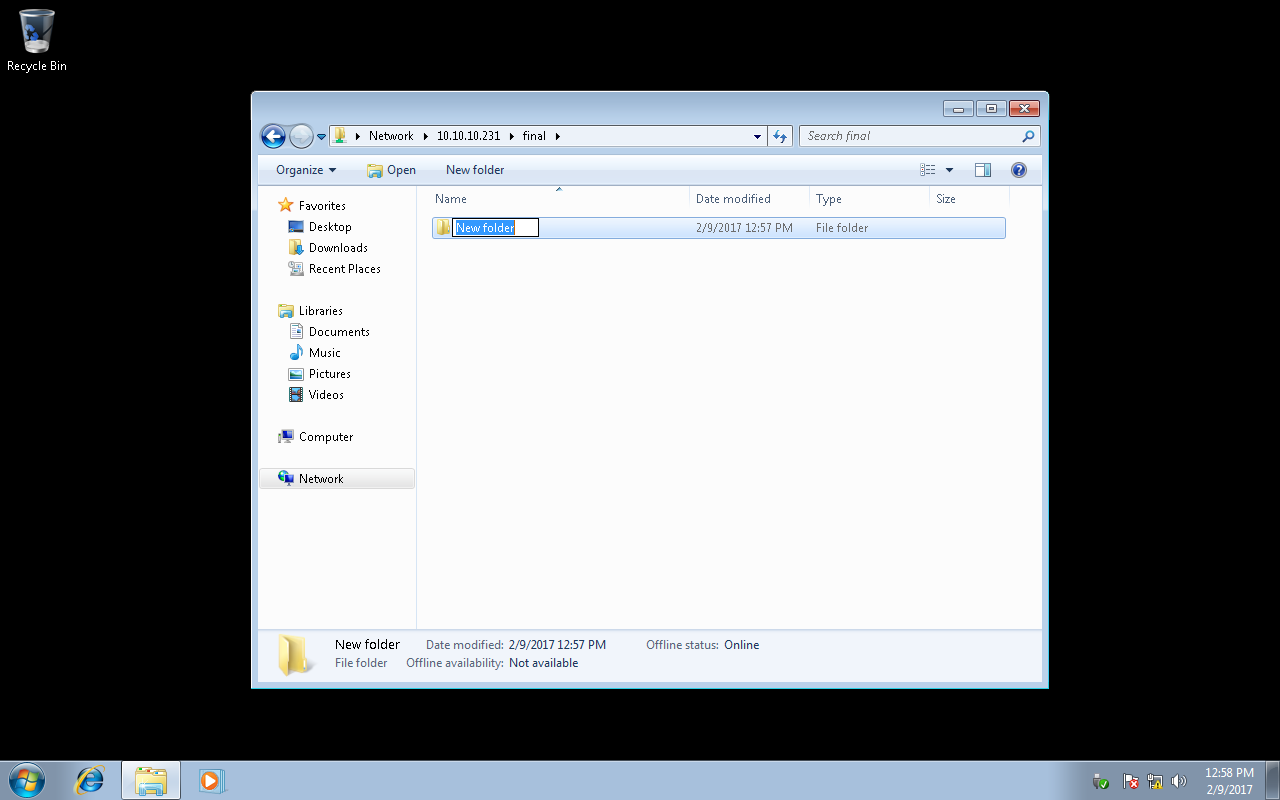 Recycle Bin
Network 10.10.10.231 final
Search final
Organize Open New folder
Name Date modified Type Size
New folder 2/9/2017 12:57 PM File folder
Favorites
Desktop
Downloads
Recent Places
Libraries
Documents
Music
Pictures
Videos
Computer
Network
New folder Date modified: 2/9/2017 12:57 PM Offline status: Online
File folder Offline availability: Not available
12:58 PM
2/9/2017